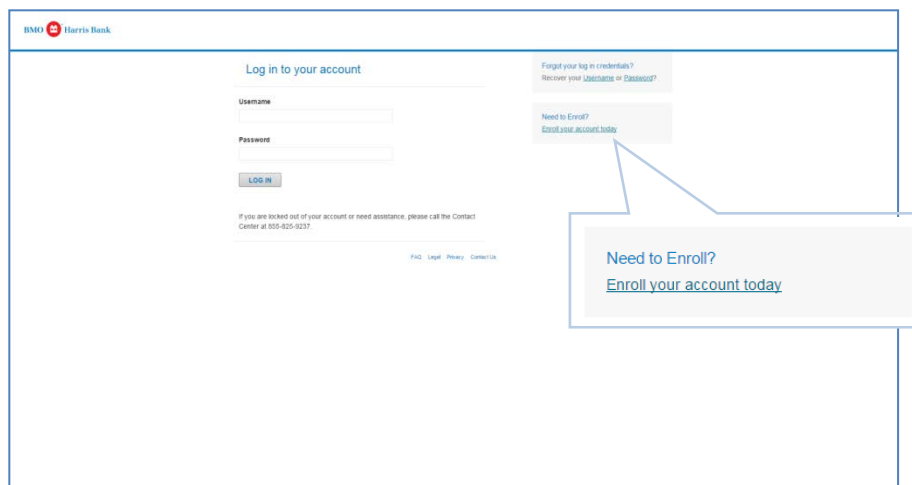 BMO Harris Bank
Log in to your account
Username
Password
LOG IN
If you are locked out of your account or need assistance, please call the Contact
Center at 855-825-9237.
FAQ Legal Privacy Contact Us
Forgot your log in credentials?
Recover your Username or Password?
Need to Enroll?
Enroll your account today
Need to Enroll?
Enroll your account today